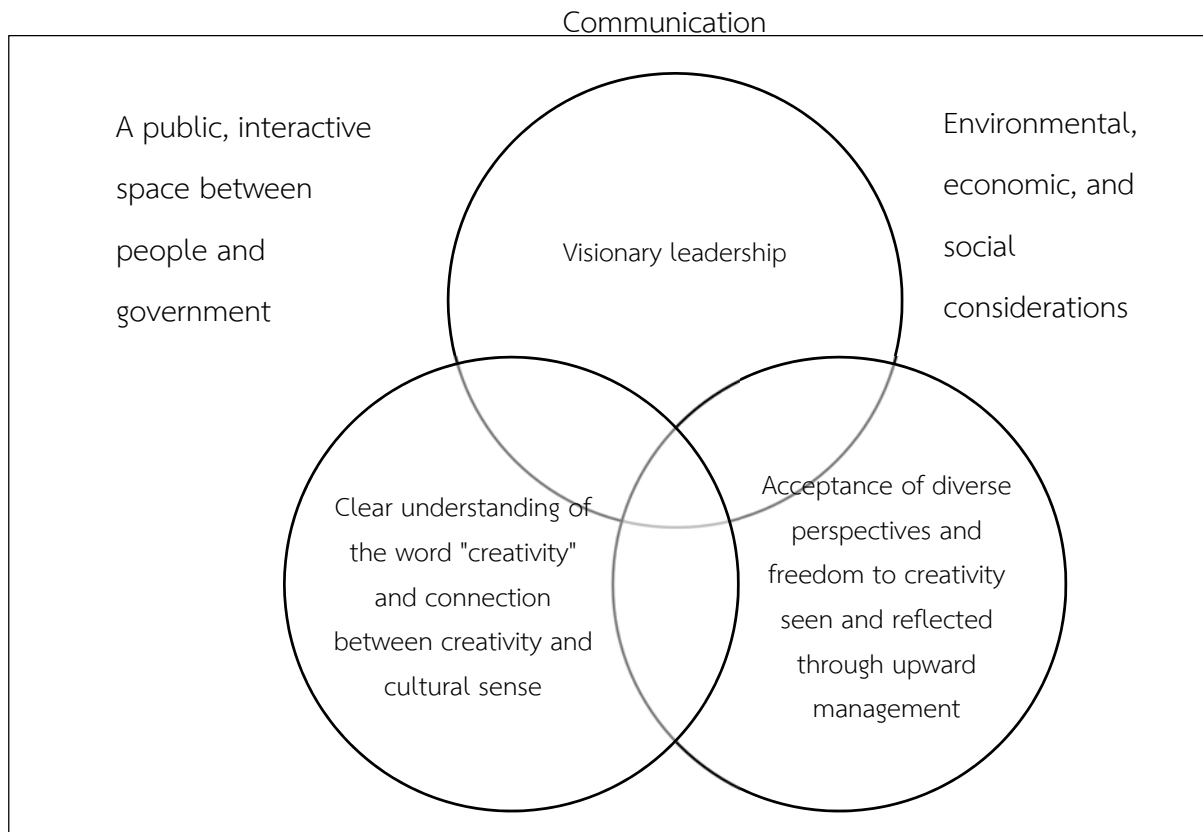 Communication
A public, interactive
space between
people and
government
Environmental,
economic, and
social
considerations
Visionary leadership
Clear understanding of
the word "creativity"
and connection
between creativity and
cultural sense
Acceptance of diverse
perspectives and
freedom to creativity
seen and reflected
through upward
management